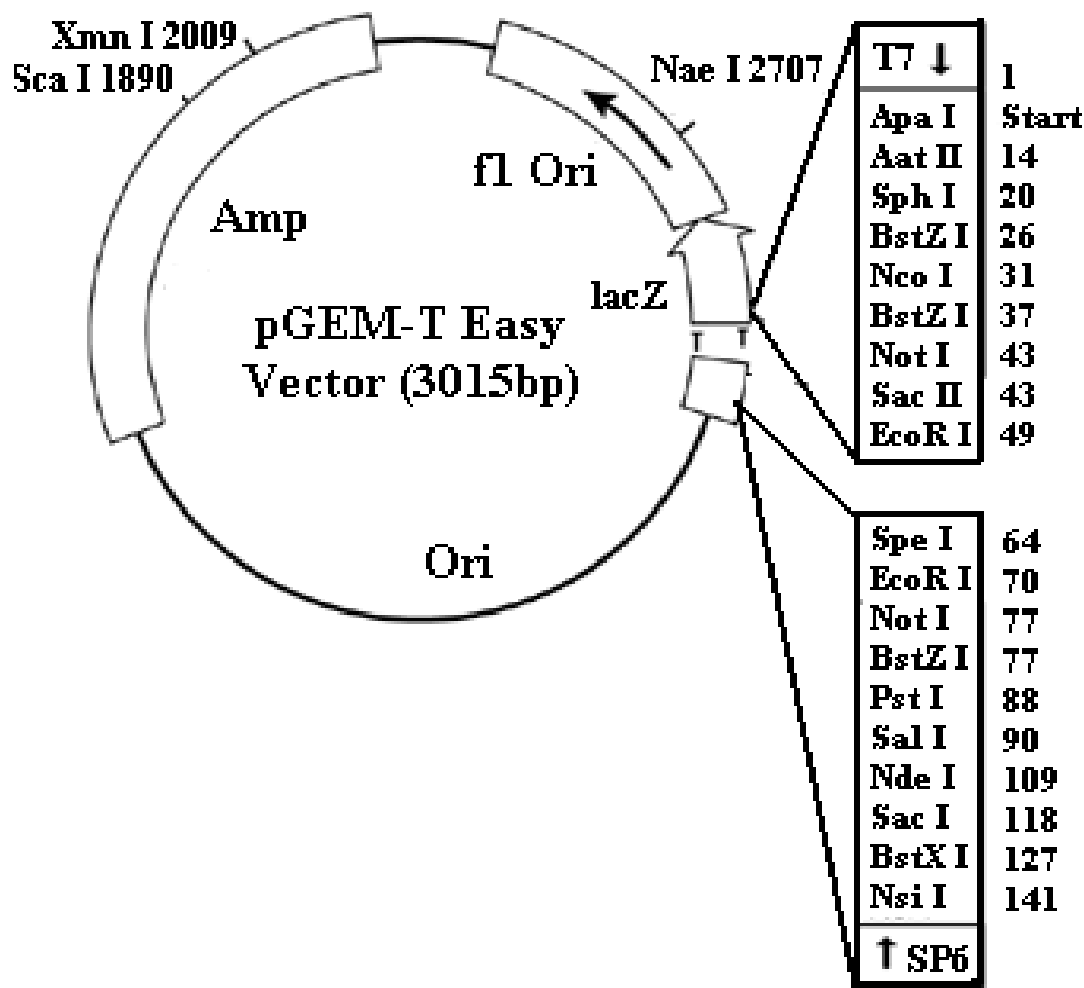 Xmn I 2009
Sca I 1890
Nae I 2707
f1 Ori
Amp
lacZ
pGEM-T Easy
Vector (3015bp)
Ori
T7 ↓ 1
Apa I Start
Aat II 14
Sph I 20
BstZ I 26
Nco I 31
BstZ I 37
Not I 43
Sac II 43
EcoR I 49
T T
Spe I 64
EcoR I 70
Not I 77
BstZ I 77
Pst I 88
Sal I 90
Nde I 109
Sac I 118
BstX I 127
Nsi I 141
↑ SP6